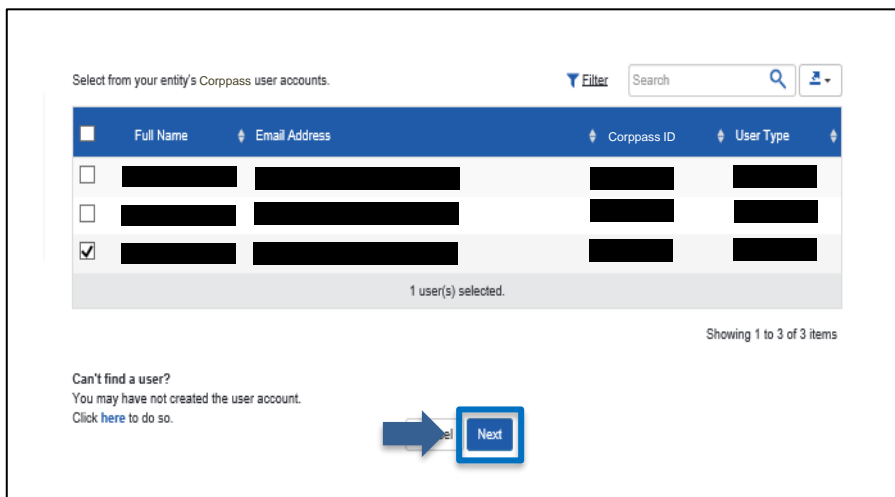 Select from your entity's Corppass user accounts. Filter Search
Full Name Email Address Corppass ID User Type
1 user(s) selected.
Showing 1 to 3 of 3 items
Can't find a user?
You may have not created the user account.
Click here to do so.
Next